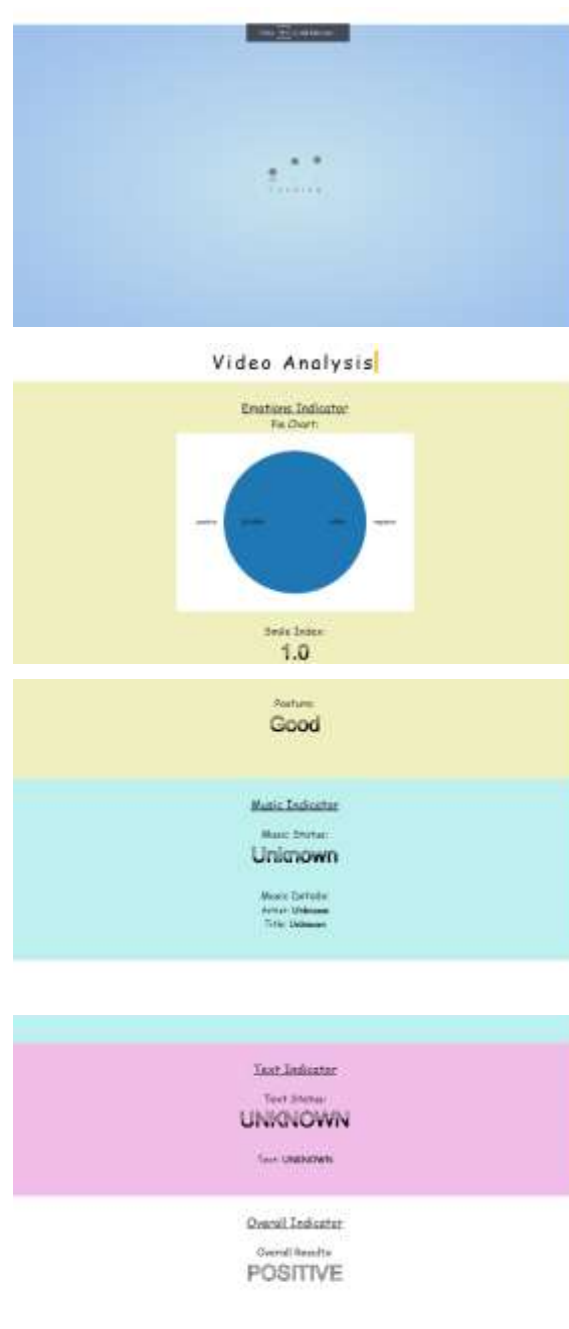 Loading
Video Analysis
Emotions Indicator
Pie Chart:
Smile Index:
1.0
Posture:
Good
Music Indicator
Music Status:
Unknown
Music Details:
Artist: Unknown
Title: Unknown
Text Indicator
Text Status:
UNKNOWN
Text: UNKNOWN
Overall Indicator
Overall Results
POSITIVE